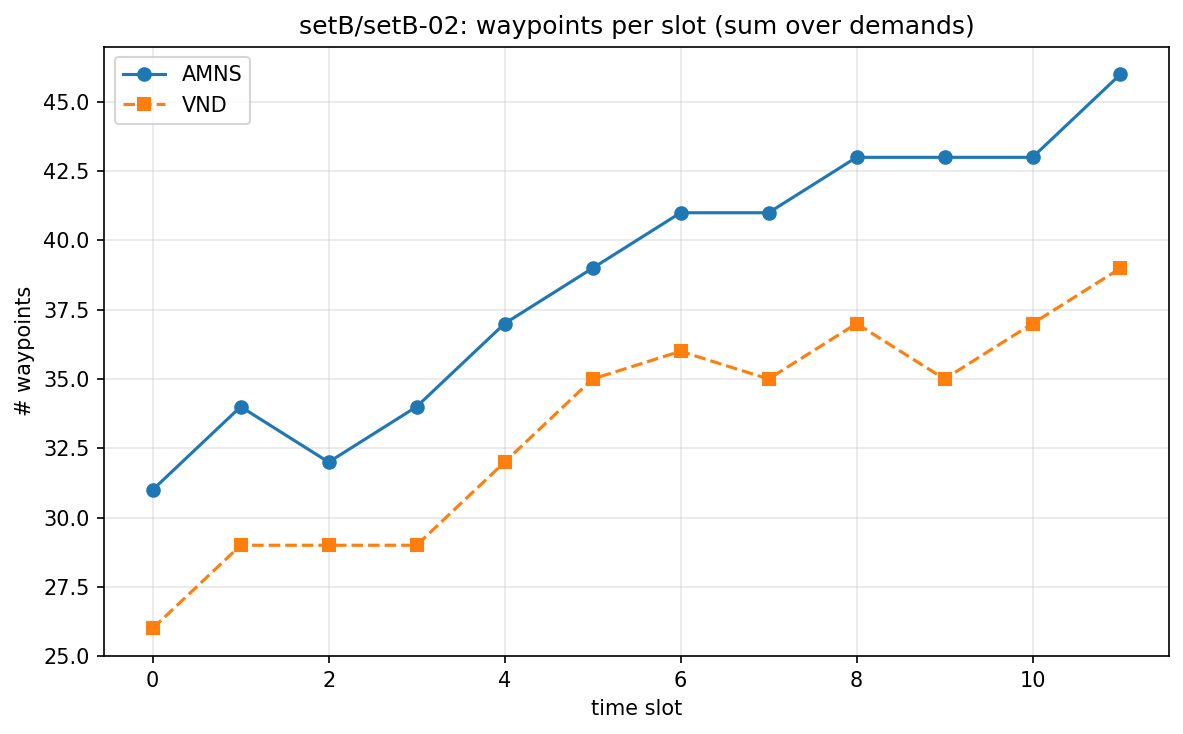 setB/setB-02: waypoints per slot (sum over demands)
AMNS
VND
45.0
42.5
40.0
37.5
35.0
32.5
30.0
27.5
25.0
# waypoints
0 2 4 6 8 10
time slot